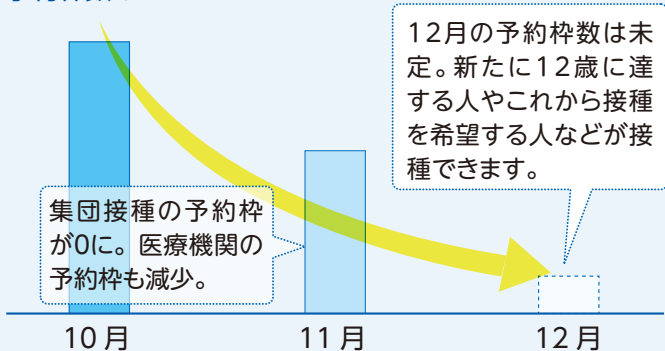 12月の予約枠数は未
定。新たに12歳に達
する人やこれから接種
を希望する人などが接
種できます。
集団接種の予約枠
が0に。医療機関の
予約枠も減少。
10月
11月
12月